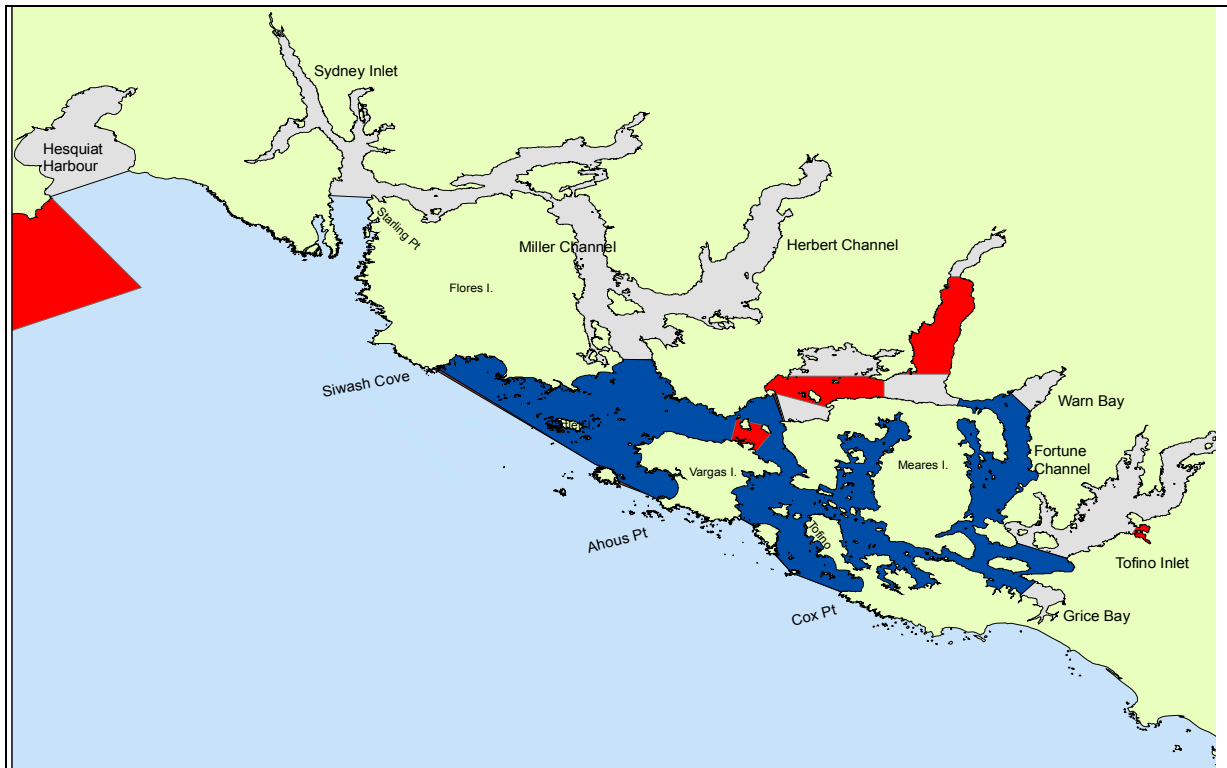 Sydney Inlet
Hesquiat
Harbour
Starling Pt
Miller Channel
Herbert Channel
Flores I.
Siwash Cove
Warn Bay
Fortune
Channel
Vargas I.
Meares I.
Tofino
Ahous Pt
Tofino Inlet
Cox Pt
Grice Bay